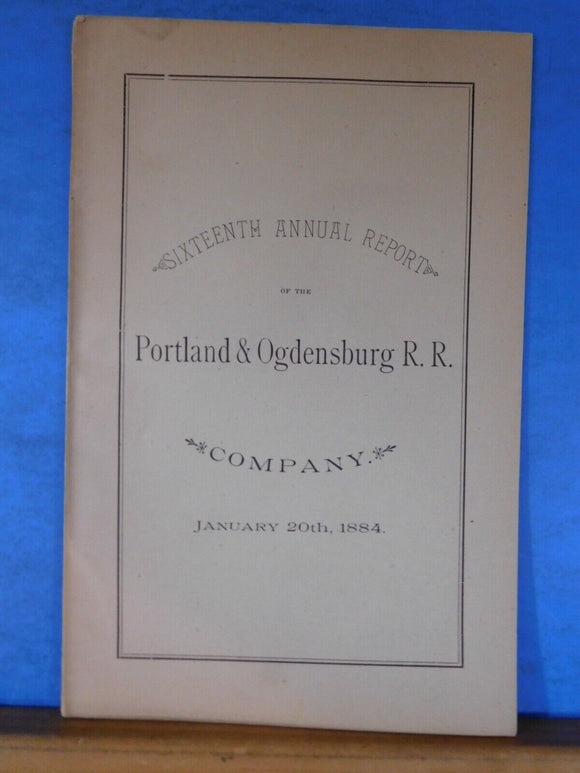 SIXTEENTH ANNUAL REPORT
OF THE
Portland & Ogdensburg R. R.
COMPANY.
JANUARY 20th, 1884.